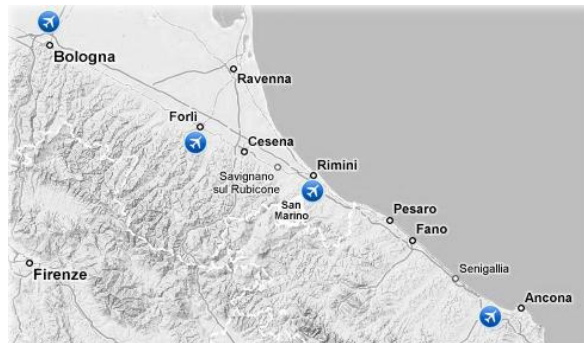 Bologna
Ravenna
Forlì
Cesena
Savignano
sul Rubicone
Rimini
San
Marino
Pesaro
Fano
Firenze
Senigallia
Ancona